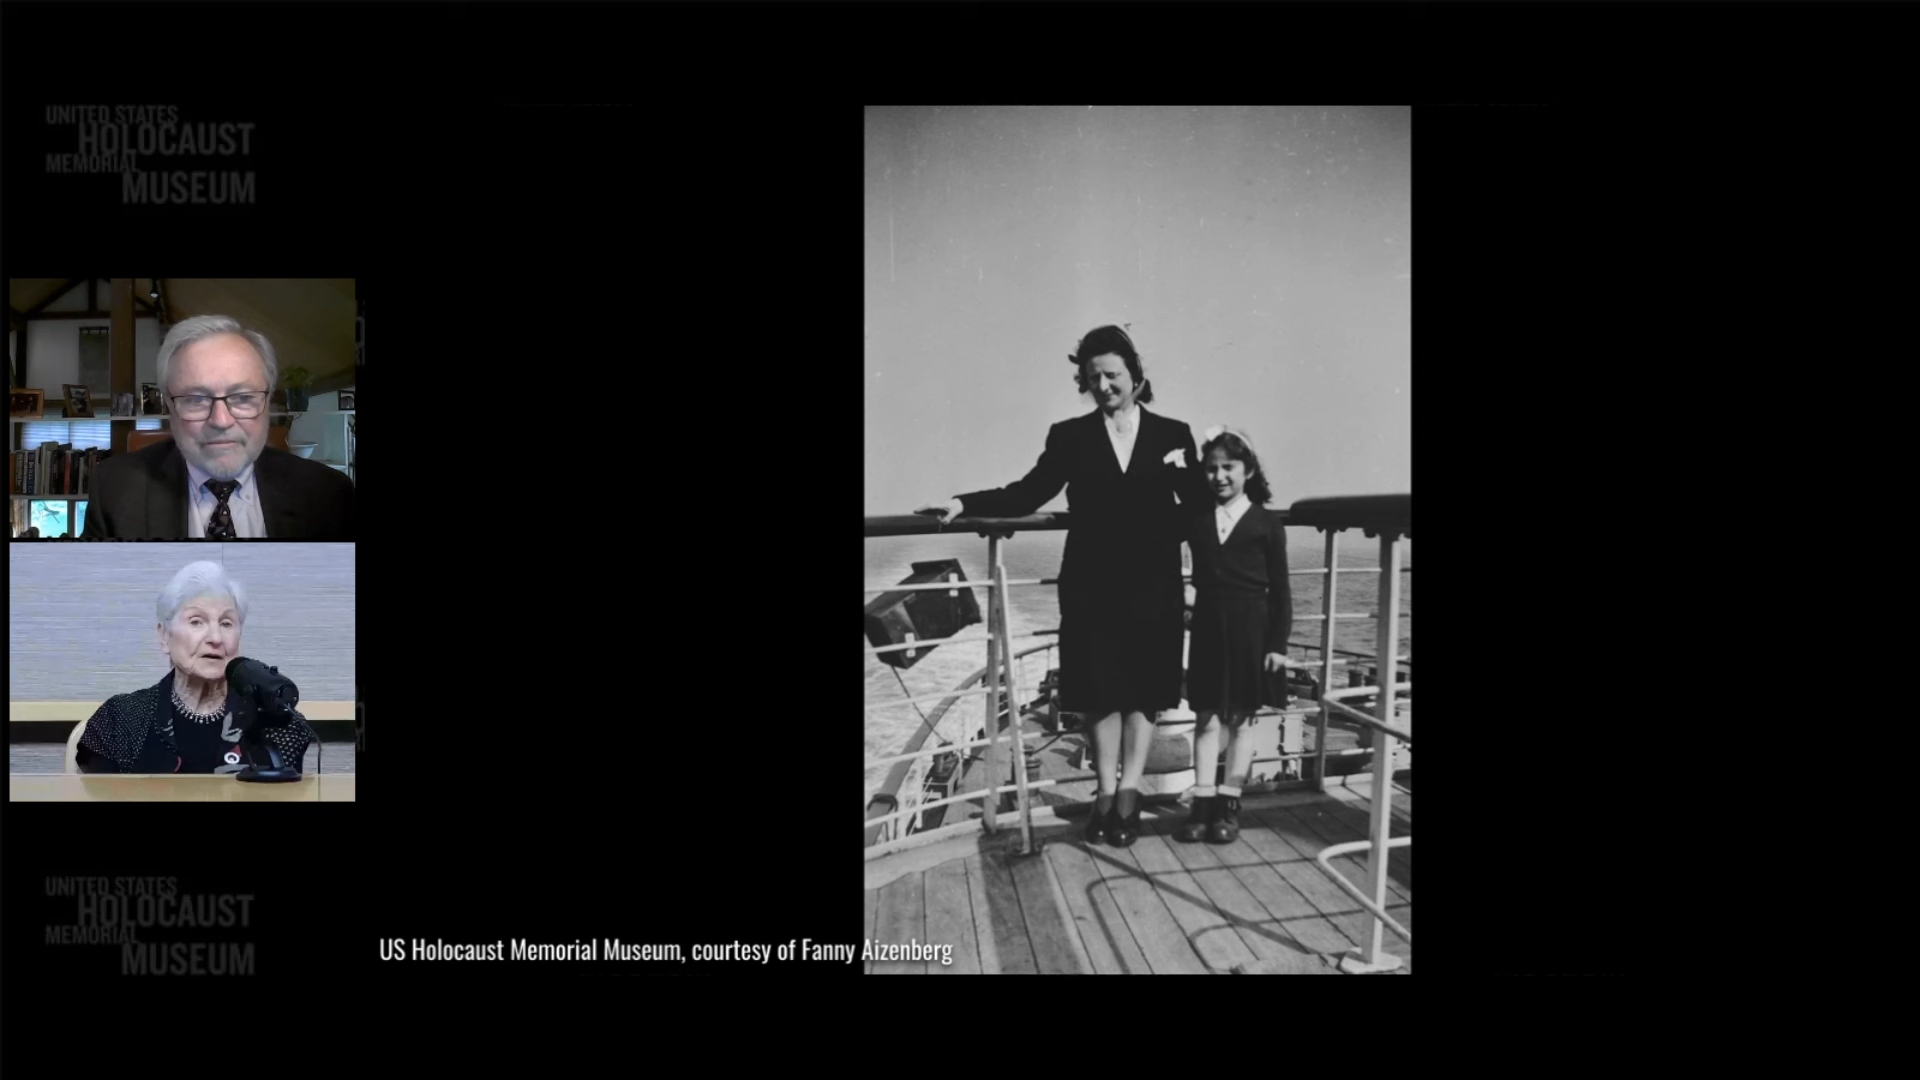 UNITED STATES
HOLOCAUST
MEMORIAL
MUSEUM
US Holocaust Memorial Museum, courtesy of Fanny Aizenberg
UNITED STATES
HOLOCAUST
MEMORIAL
MUSEUM